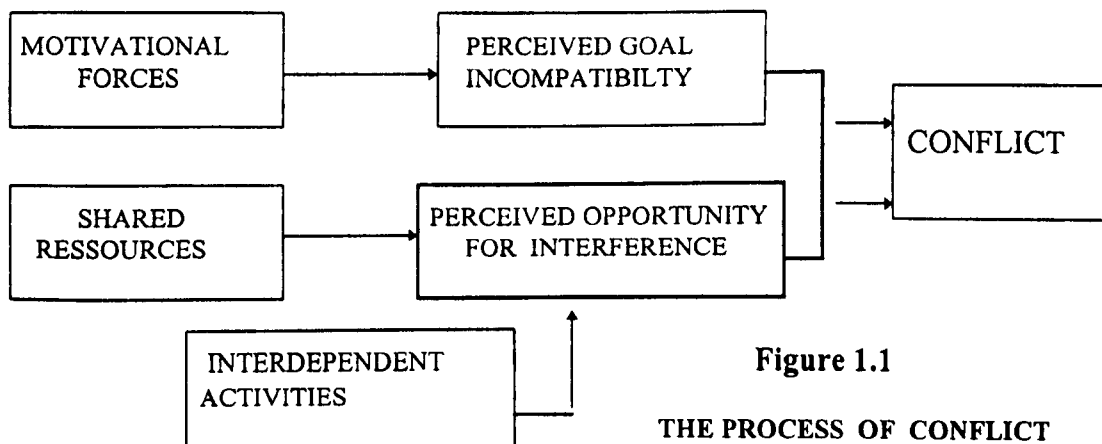 MOTIVATIONAL
FORCES
PERCEIVED GOAL
INCOMPATIBILTY
CONFLICT
SHARED
RESSOURCES
PERCEIVED OPPORTUNITY
FOR INTERFERENCE
INTERDEPENDENT
ACTIVITIES
Figure 1.1
THE PROCESS OF CONFLICT